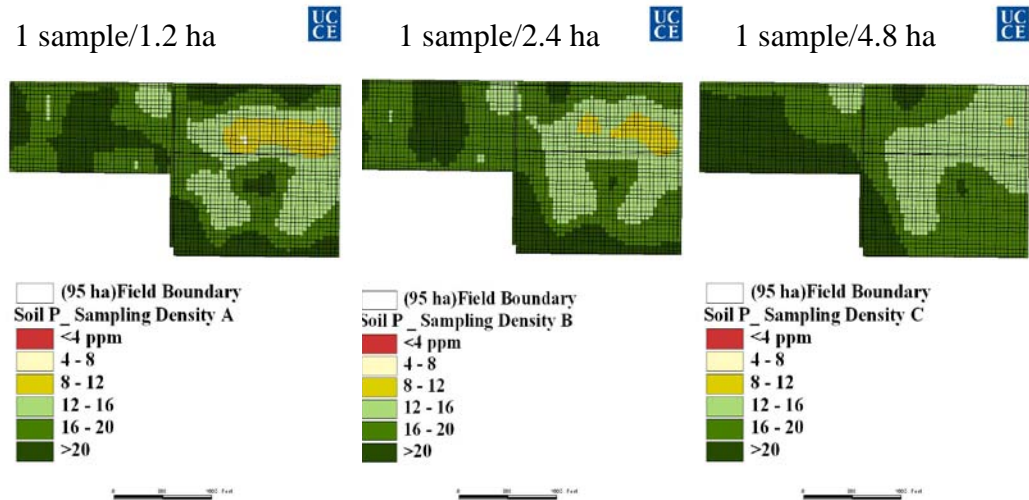 1 sample/1.2 ha
UC
CE
1 sample/2.4 ha
UC
CE
1 sample/4.8 ha
UC
CE
(95 ha)Field Boundary
Soil P_ Sampling Density A
<4 ppm
4 - 8
8 - 12
12 - 16
16 - 20
>20
(95 ha)Field Boundary
Soil P_ Sampling Density B
<4 ppm
4 - 8
8 - 12
12 - 16
16 - 20
>20
(95 ha)Field Boundary
Soil P_ Sampling Density C
<4 ppm
4 - 8
8 - 12
12 - 16
16 - 20
>20